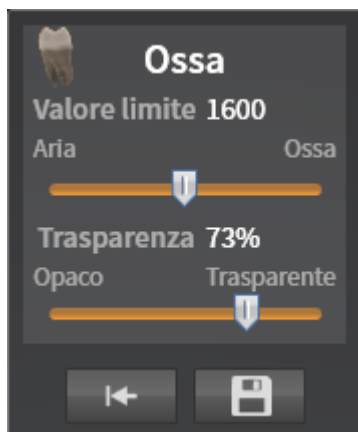 Ossa
Valore limite 1600
Aria Ossa
Trasparenza 73%
Opaco Trasparente